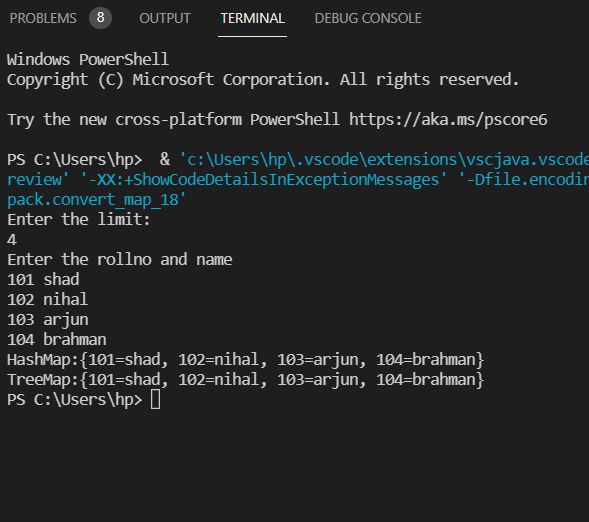 PROBLEMS 8 OUTPUT TERMINAL DEBUG CONSOLE
Windows PowerShell
Copyright (C) Microsoft Corporation. All rights reserved.
Try the new cross-platform PowerShell https://aka.ms/pscore6
PS C:\Users\hp>  & 'c:\Users\hp\.vscode\extensions\vscjava.vscode
review' '-XX:+ShowCodeDetailsInExceptionMessages' '-Dfile.encodin
pack.convert_map_18'
Enter the limit:
4
Enter the rollno and name
101 shad
102 nihal
103 arjun
104 brahman
HashMap:{101=shad, 102=nihal, 103=arjun, 104=brahman}
TreeMap:{101=shad, 102=nihal, 103=arjun, 104=brahman}
PS C:\Users\hp>